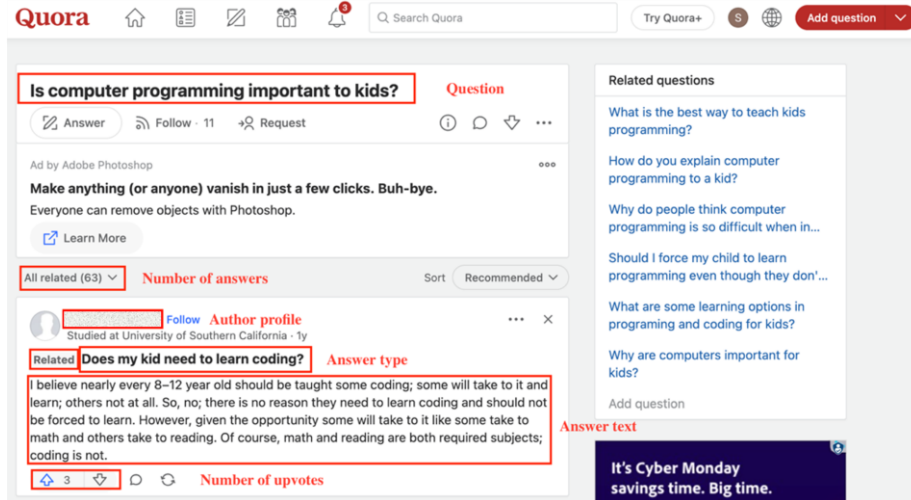 Quora
3
Search Quora
Try Quora+
S
Add question
Is computer programming important to kids?
Question
Answer
Follow · 11
Request
Ad by Adobe Photoshop
Make anything (or anyone) vanish in just a few clicks. Buh-bye.
Everyone can remove objects with Photoshop.
Learn More
All related (63)
Number of answers
Sort
Recommended
Follow
Author profile
Studied at University of Southern California · 1y
Related
Does my kid need to learn coding?
Answer type
I believe nearly every 8–12 year old should be taught some coding; some will take to it and
learn; others not at all. So, no; there is no reason they need to learn coding and should not
be forced to learn. However, given the opportunity some will take to it like some take to
math and others take to reading. Of course, math and reading are both required subjects;
coding is not.
Answer text
3
Number of upvotes
Related questions
What is the best way to teach kids
programming?
How do you explain computer
programming to a kid?
Why do people think computer
programming is so difficult when in...
Should I force my child to learn
programming even though they don'...
What are some learning options in
programing and coding for kids?
Why are computers important for
kids?
Add question
It's Cyber Monday
savings time. Big time.